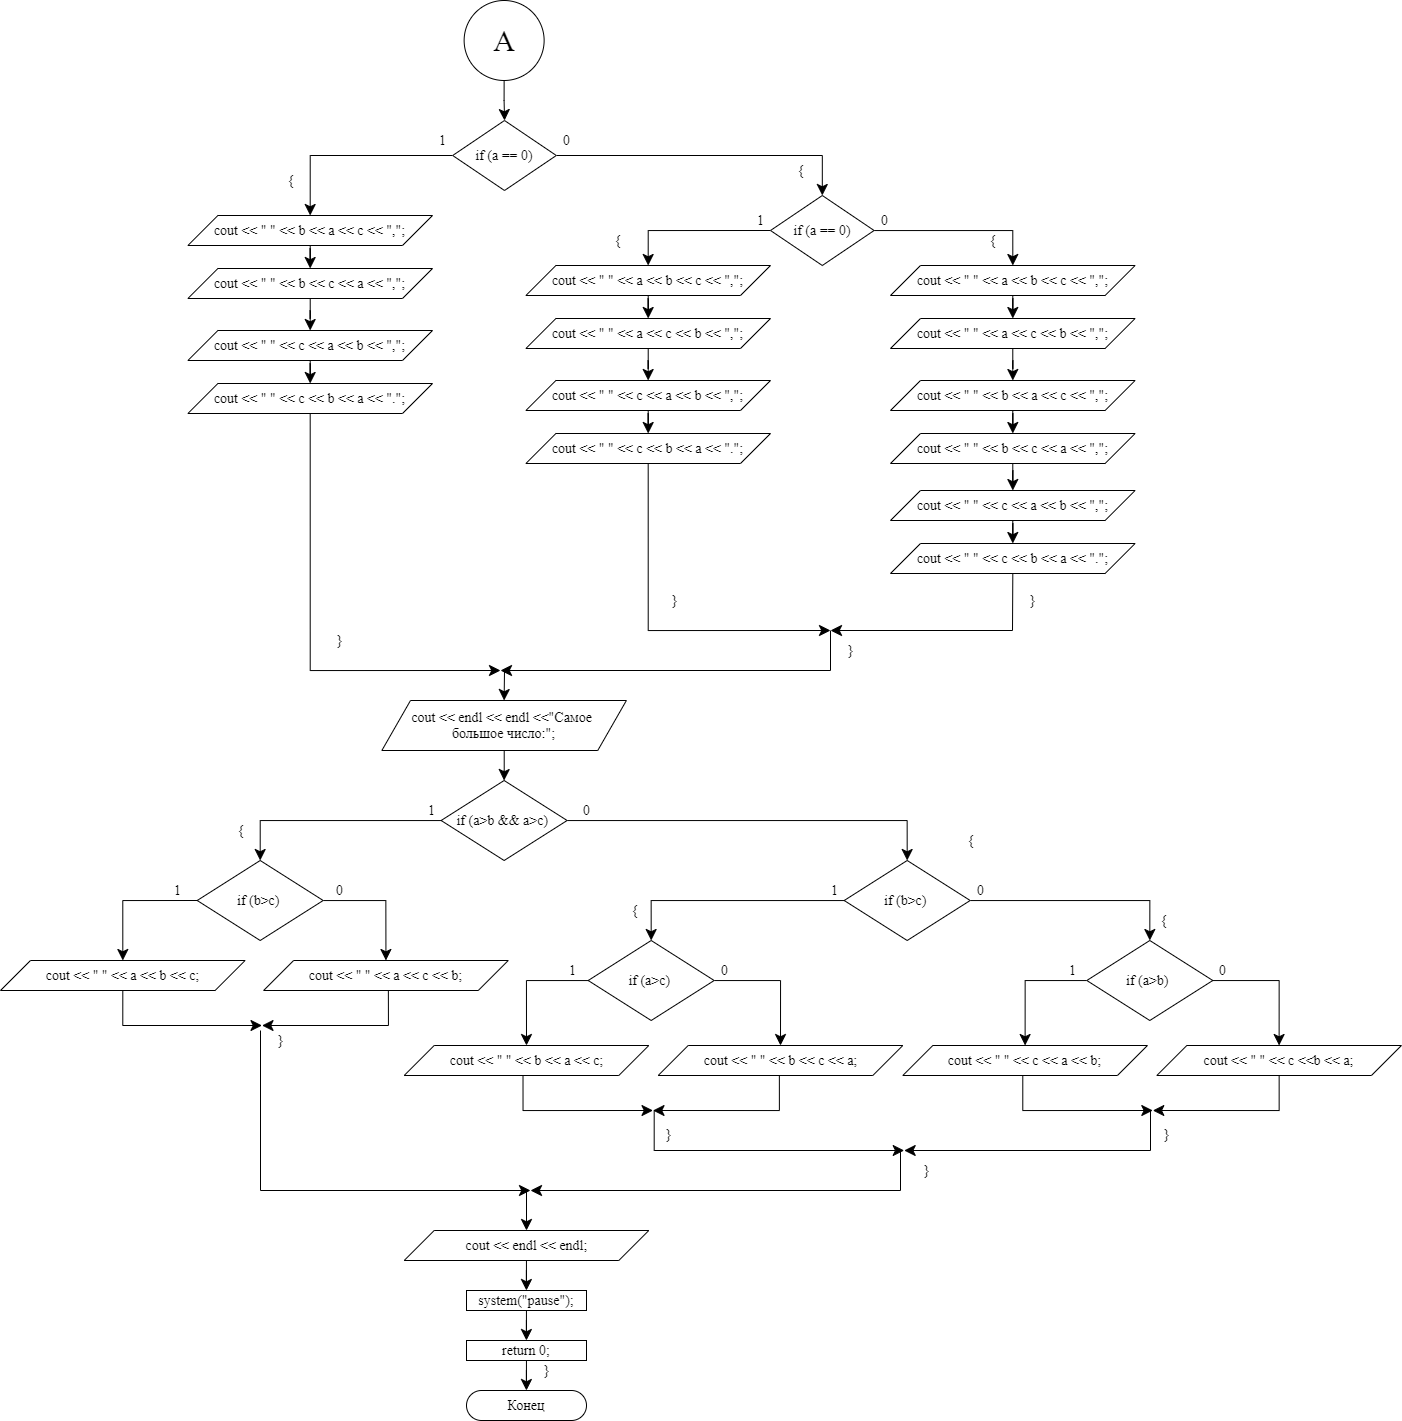 A
1
0
if (a == 0)
{
{
cout << " " << b << a << c << ",";
cout << " " << b << c << a << ",";
cout << " " << c << a << b << ",";
cout << " " << c << b << a << ".";
}
1
0
if (a == 0)
{
{
cout << " " << a << b << c << ",";
cout << " " << a << c << b << ",";
cout << " " << c << a << b << ",";
cout << " " << c << b << a << ".";
}
cout << " " << a << b << c << ",";
cout << " " << a << c << b << ",";
cout << " " << b << a << c << ",";
cout << " " << b << c << a << ",";
cout << " " << c << a << b << ",";
cout << " " << c << b << a << ".";
}
}
cout << endl << endl <<"Самое
большое число:";
1
0
if (a>b && a>c)
{
{
1
0
if (b>c)
cout << " " << a << b << c;
cout << " " << a << c << b;
}
1
0
if (b>c)
{
{
1
0
if (a>c)
cout << " " << b << a << c;
cout << " " << b << c << a;
}
1
0
if (a>b)
cout << " " << c << a << b;
cout << " " << c <<b << a;
}
}
cout << endl << endl;
system("pause");
return 0;
}
Конец